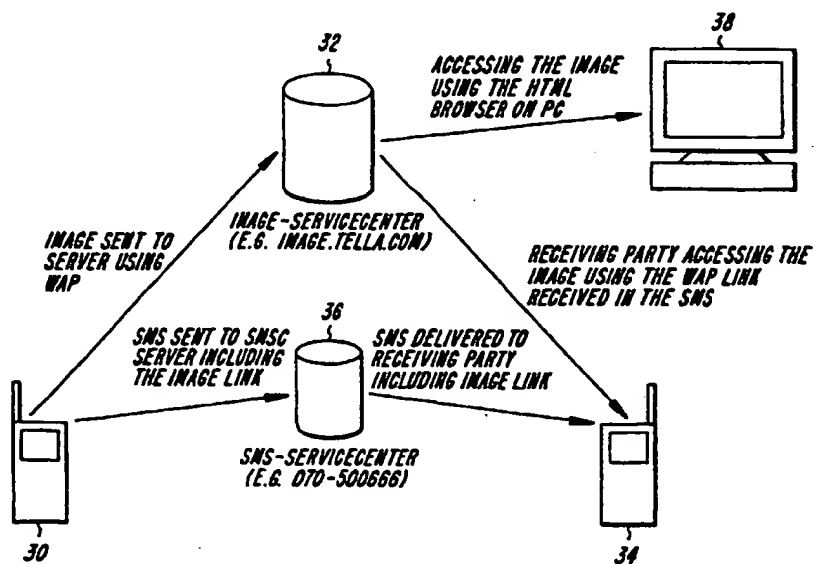 32
38
ACCESSING THE IMAGE
USING THE HTML
BROWSER ON PC
IMAGE-SERVICECENTER
(E.G. IMAGE.TELLA.COM)
IMAGE SENT TO
SERVER USING
WAP
RECEIVING PARTY ACCESSING THE
IMAGE USING THE WAP LINK
RECEIVED IN THE SMS
36
SMS SENT TO SMSC
SERVER INCLUDING
THE IMAGE LINK
SMS DELIVERED TO
RECEIVING PARTY
INCLUDING IMAGE LINK
SMS-SERVICECENTER
(E.G. 070-500666)
30
34